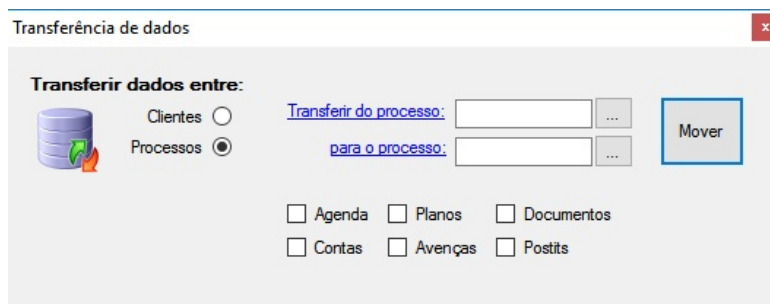 Transferência de dados
x
Transferir dados entre:
Clientes
Processos
Transferir do processo:
...
para o processo:
...
Mover
Agenda Planos Documentos
Contas Avenças Postits